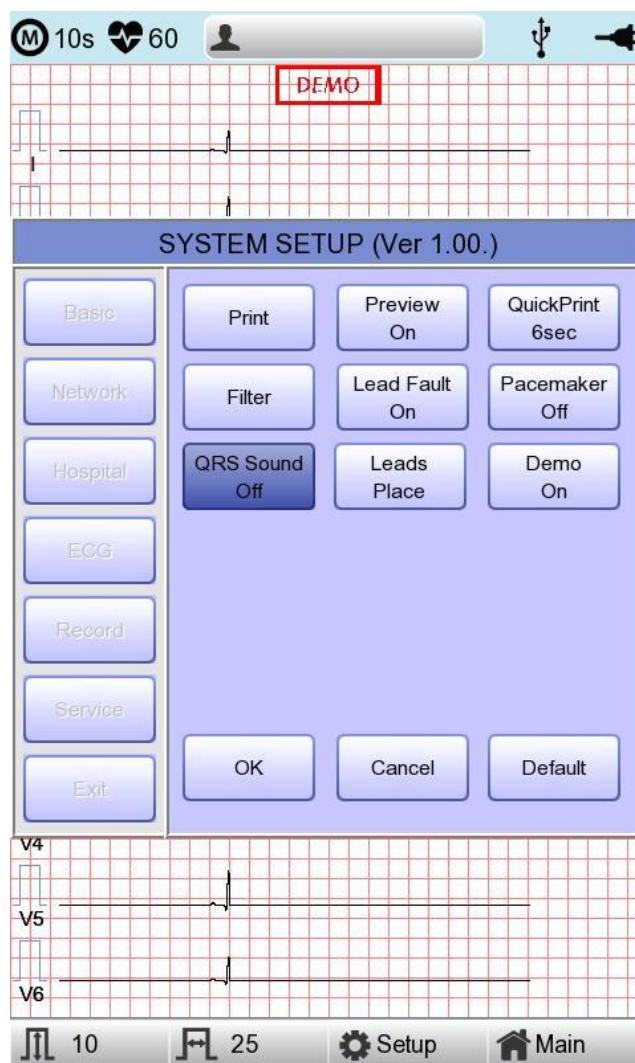 M 10s 60
DEMO
I
SYSTEM SETUP (Ver 1.00.)
Basic
Network
Hospital
ECG
Record
Service
Exit
Print
Preview
On
QuickPrint
6sec
Filter
Lead Fault
On
Pacemaker
Off
QRS Sound
Off
Leads
Place
Demo
On
OK
Cancel
Default
V4
V5
V6
10
25
Setup
Main